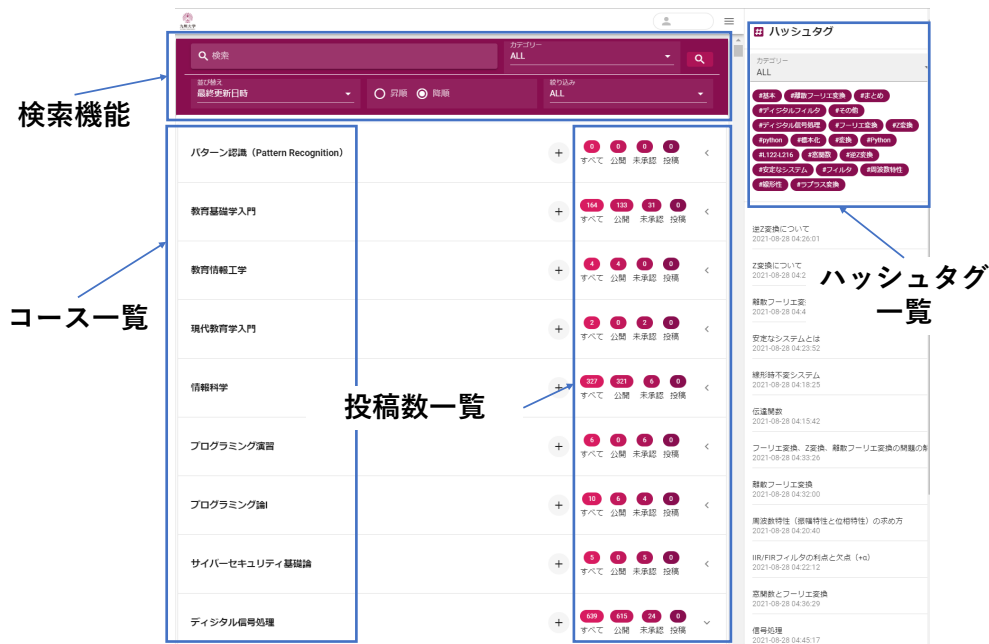 九州大学
検索
カテゴリー
ALL
並び替え
最終更新日時
昇順
降順
絞り込み
ALL
検索機能
コース一覧
投稿数一覧
パターン認識（Pattern Recognition）
+ 0 0 0 0
すべて 公開 未承認 投稿
教育基礎学入門
+ 164 133 31 0
すべて 公開 未承認 投稿
教育情報工学
+ 4 4 0 0
すべて 公開 未承認 投稿
現代教育学入門
+ 2 0 2 0
すべて 公開 未承認 投稿
情報科学
+ 327 321 6 0
すべて 公開 未承認 投稿
プログラミング演習
+ 6 0 6 0
すべて 公開 未承認 投稿
プログラミング論I
+ 10 6 4 0
すべて 公開 未承認 投稿
サイバーセキュリティ基礎論
+ 5 0 5 0
すべて 公開 未承認 投稿
ディジタル信号処理
+ 639 615 24 0
すべて 公開 未承認 投稿
# ハッシュタグ
カテゴリー
ALL
#基本 #離散フーリエ変換 #まとめ
#ディジタルフィルタ #その他
#ディジタル信号処理 #フーリエ変換 #Z変換
#python #標本化 #変換 #Python
#L122-L216 #窓関数 #逆Z変換
#安定なシステム #フィルタ #周波数特性
#線形性 #ラプラス変換
ハッシュタグ
一覧
逆Z変換について
2021-08-28 04:26:01
Z変換について
2021-08-28 04:2
離散フーリエ変
2021-08-28 04:4
安定なシステムとは
2021-08-28 04:23:52
線形時不変システム
2021-08-28 04:18:25
伝達関数
2021-08-28 04:15:42
フーリエ変換、Z変換、離散フーリエ変換の問題の解
2021-08-28 04:33:26
離散フーリエ変換
2021-08-28 04:32:00
周波数特性（振幅特性と位相特性）の求め方
2021-08-28 04:20:40
IIR/FIRフィルタの利点と欠点（+α）
2021-08-28 04:22:12
窓関数とフーリエ変換
2021-08-28 04:36:29
信号処理
2021-08-28 04:45:17